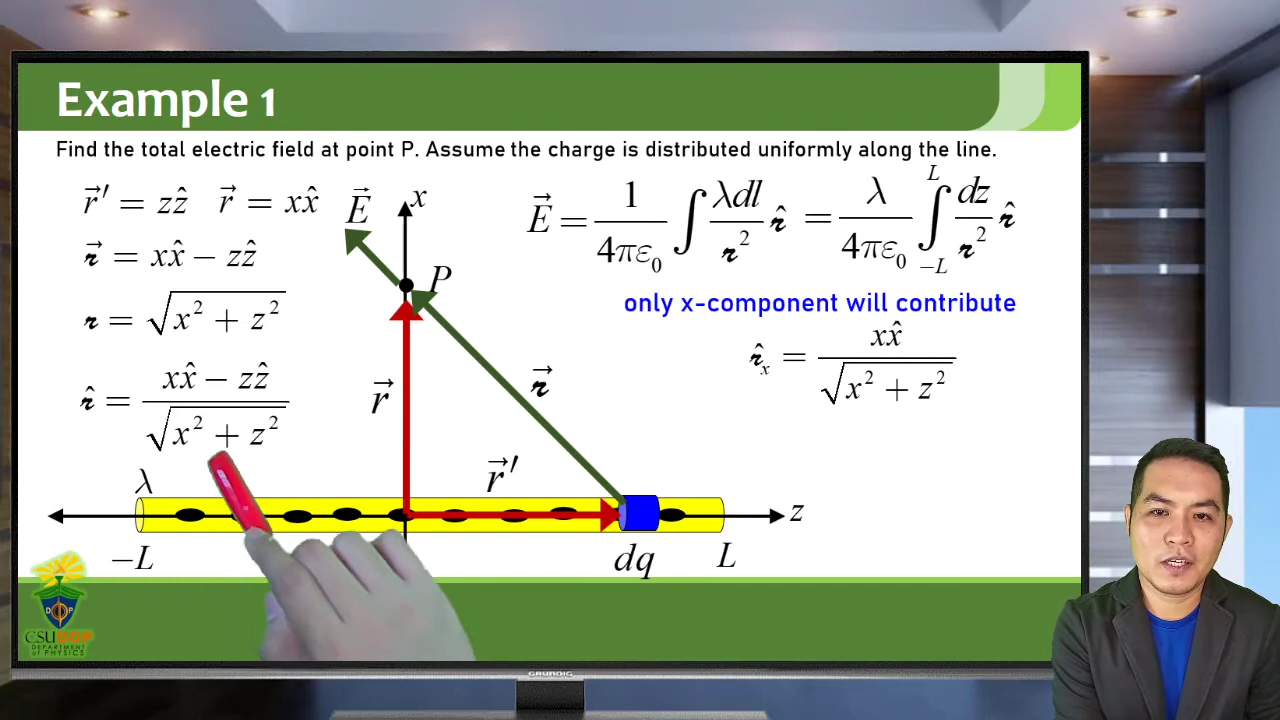 Example 1
Find the total electric field at point P. Assume the charge is distributed uniformly along the line.
r⃗′ = zẑ r⃗ = xx̂
𝓇⃗ = xx̂ − zẑ
𝓇 = √(x² + z²)
𝓇̂ = (xx̂ − zẑ) / √(x² + z²)
E⃗
x
P
r⃗
𝓇⃗
r⃗′
λ
z
−L
dq
L
E⃗ = 1/(4πε₀) ∫ λdl/𝓇² 𝓇̂ = λ/(4πε₀) ∫_{−L}^{L} dz/𝓇² 𝓇̂
only x-component will contribute
𝓇̂ₓ = xx̂ / √(x² + z²)
D P
CSUDOP
DEPARTMENT
of PHYSICS
GRUNDIG